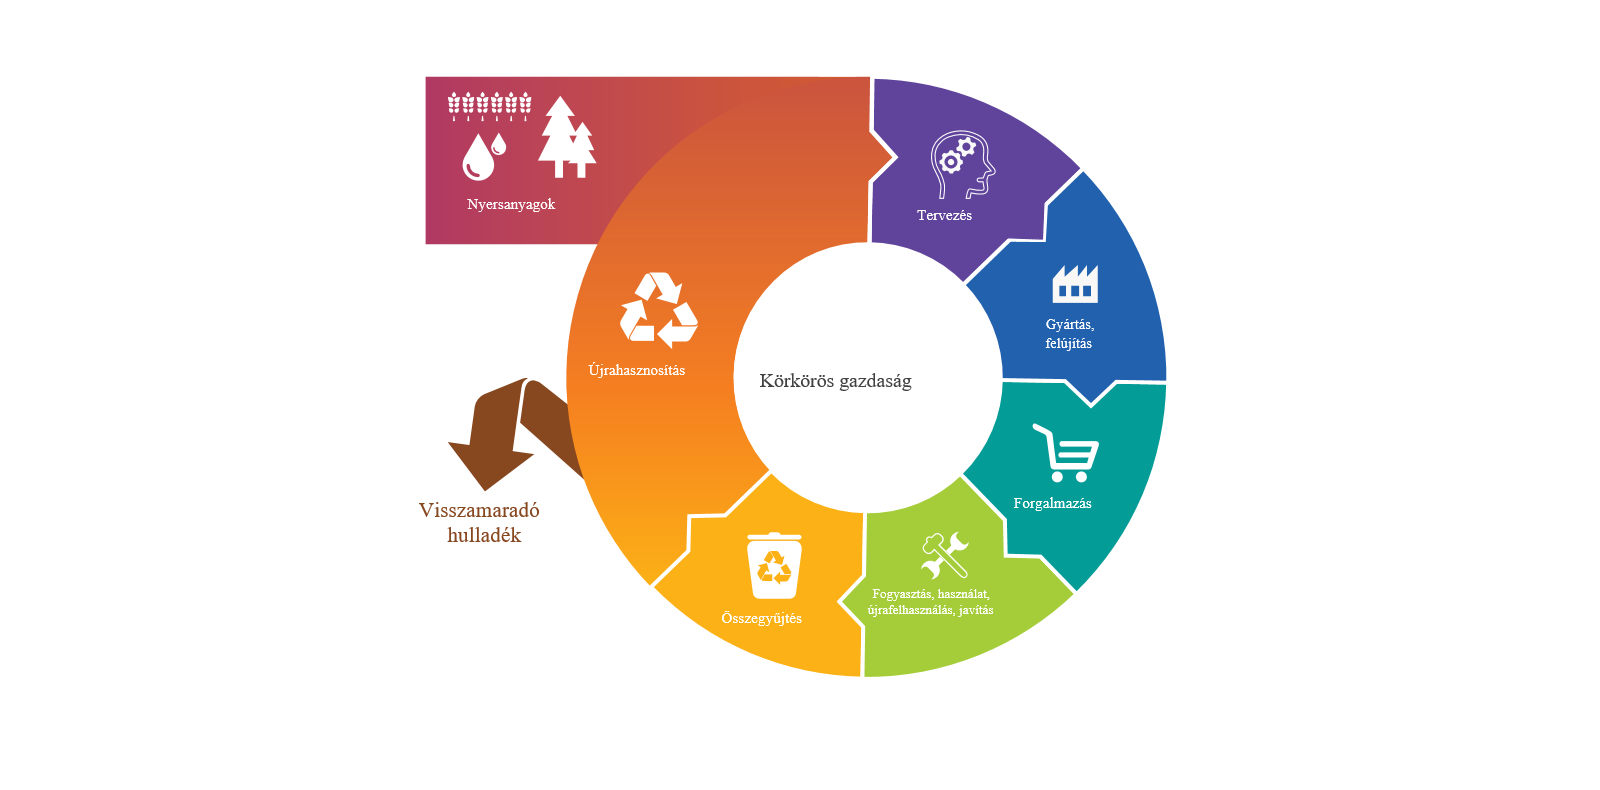 Nyersanyagok
Tervezés
Gyártás,
felújítás
Újrahasznosítás
Körkörös gazdaság
Forgalmazás
Visszamaradó
hulladék
Fogyasztás, használat,
újrafelhasználás, javítás
Összegyűjtés